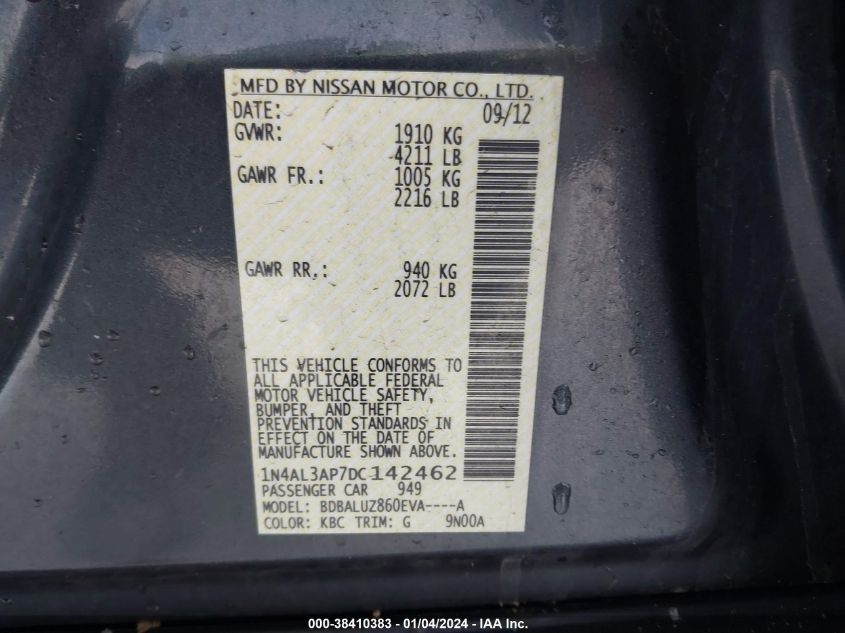 MFD BY NISSAN MOTOR CO., LTD.
DATE: 09/12
GVWR: 1910 KG
4211 LB
GAWR FR.: 1005 KG
2216 LB
GAWR RR.: 940 KG
2072 LB
THIS VEHICLE CONFORMS TO
ALL APPLICABLE FEDERAL
MOTOR VEHICLE SAFETY,
BUMPER, AND THEFT
PREVENTION STANDARDS IN
EFFECT ON THE DATE OF
MANUFACTURE SHOWN ABOVE.
1N4AL3AP7DC142462
PASSENGER CAR 949
MODEL: BDBALUZ860EVA----A
COLOR: KBC TRIM: G 9N00A
000-38410383 - 01/04/2024 - IAA Inc.